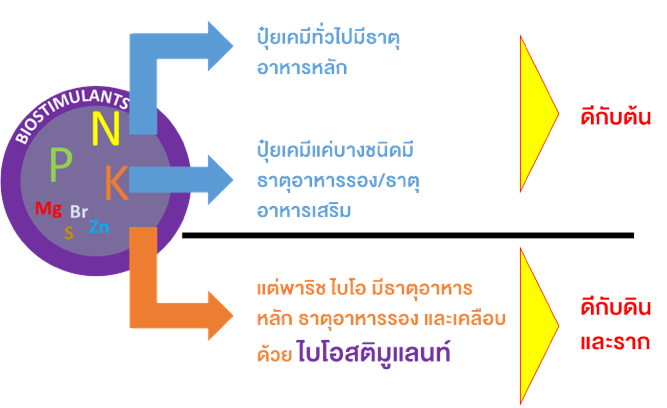 BIOSTIMULANTS
N
P
K
Mg
Br
S
Zn
ปุ๋ยเคมีทั่วไปมีธาตุ
อาหารหลัก
ปุ๋ยเคมีแค่บางชนิดมี
ธาตุอาหารรอง/ธาตุ
อาหารเสริม
ดีกับต้น
แต่พาริช ไบโอ มีธาตุอาหาร
หลัก ธาตุอาหารรอง และเคลือบ
ด้วย ไบโอสติมูแลนท์
ดีกับดิน
และราก